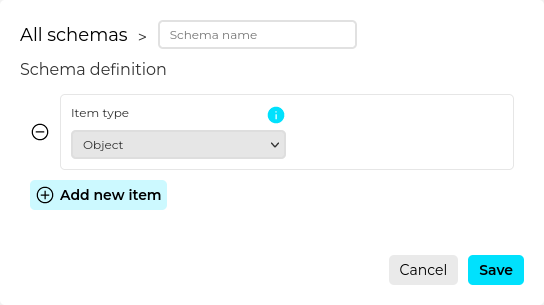 All schemas > Schema name
Schema definition
Item type
Object
Add new item
Cancel Save